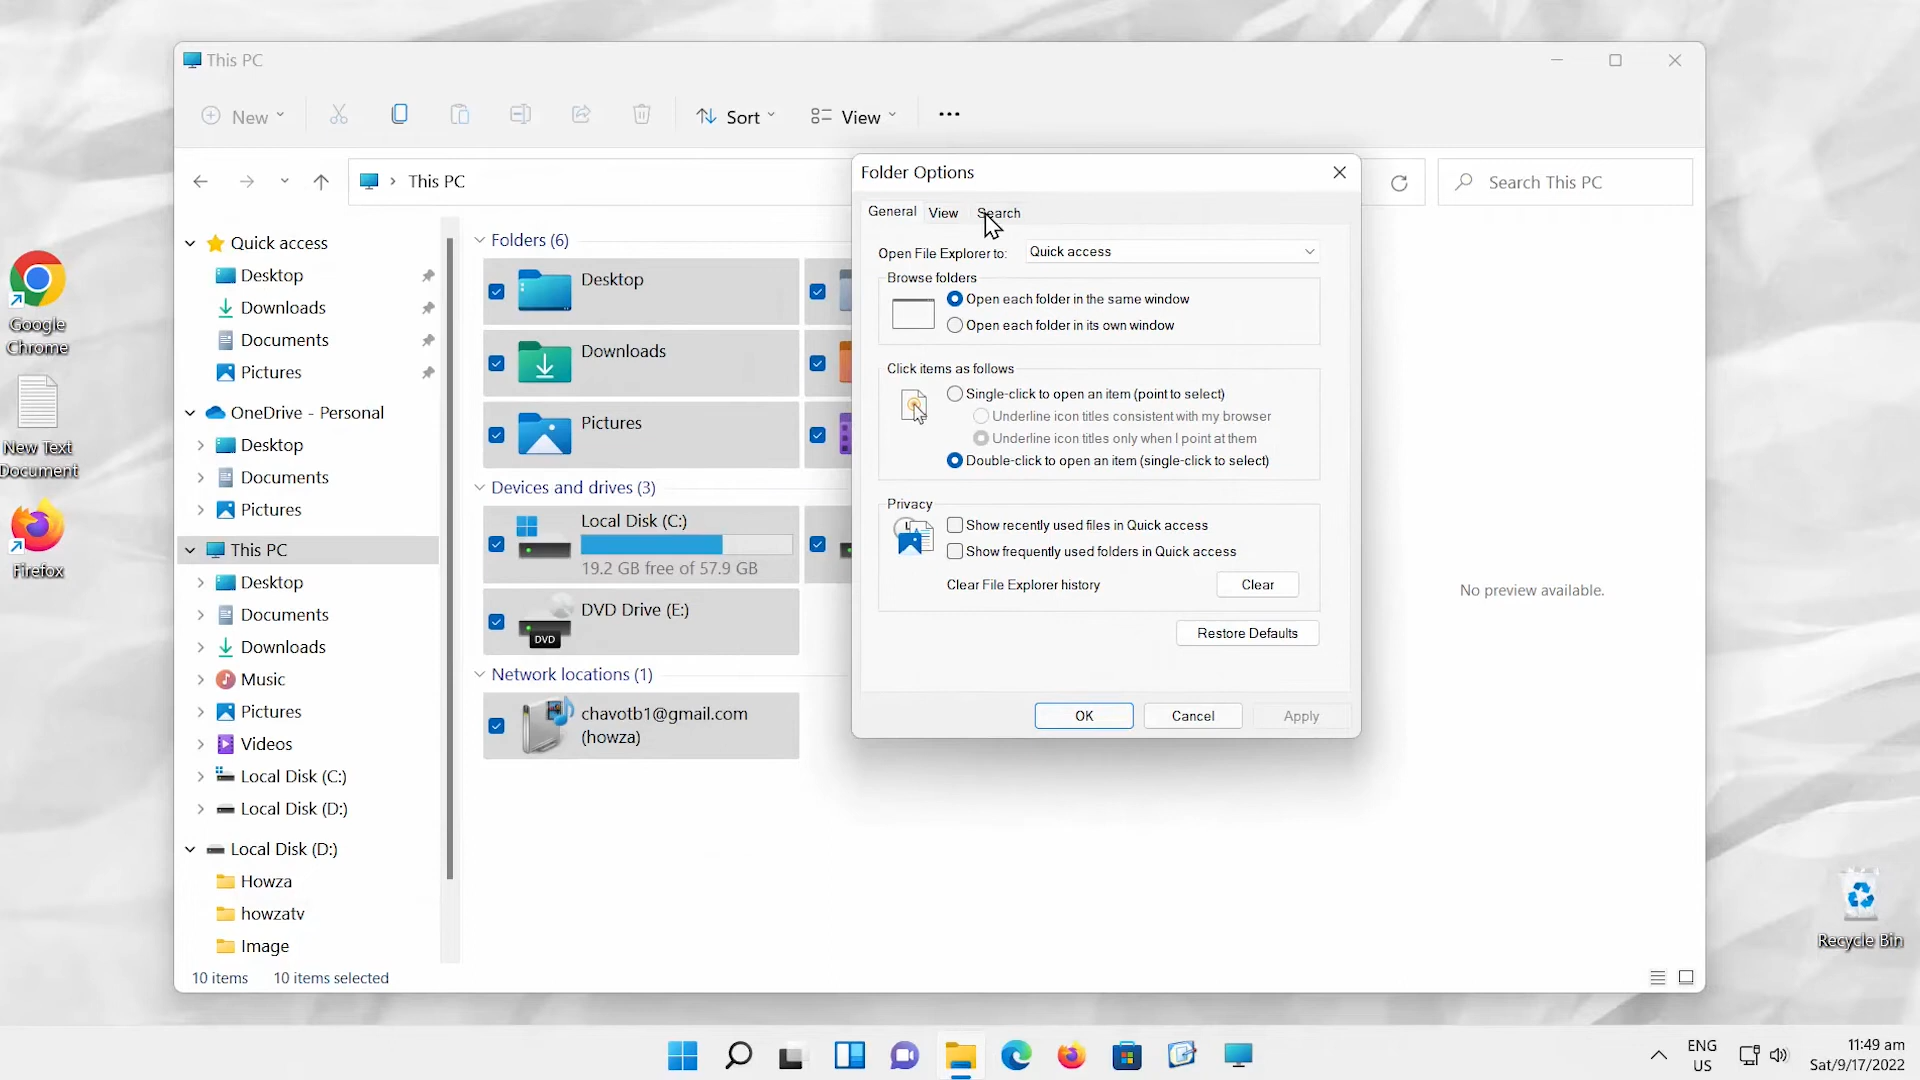 This PC
New
Sort
View
This PC
Search This PC
Quick access
Desktop
Downloads
Documents
Pictures
OneDrive - Personal
Desktop
Documents
Pictures
This PC
Desktop
Documents
Downloads
Music
Pictures
Videos
Local Disk (C:)
Local Disk (D:)
Local Disk (D:)
Howza
howzatv
Image
10 items
10 items selected
Folders (6)
Desktop
Downloads
Pictures
Devices and drives (3)
Local Disk (C:)
19.2 GB free of 57.9 GB
DVD Drive (E:)
DVD
Network locations (1)
chavotb1@gmail.com
(howza)
Folder Options
General
View
Search
Open File Explorer to:
Quick access
Browse folders
Open each folder in the same window
Open each folder in its own window
Click items as follows
Single-click to open an item (point to select)
Underline icon titles consistent with my browser
Underline icon titles only when I point at them
Double-click to open an item (single-click to select)
Privacy
Show recently used files in Quick access
Show frequently used folders in Quick access
Clear File Explorer history
Clear
Restore Defaults
OK
Cancel
Apply
No preview available.
Google
Chrome
New Text
Document
Firefox
Recycle Bin
ENG
US
11:49 am
Sat/9/17/2022